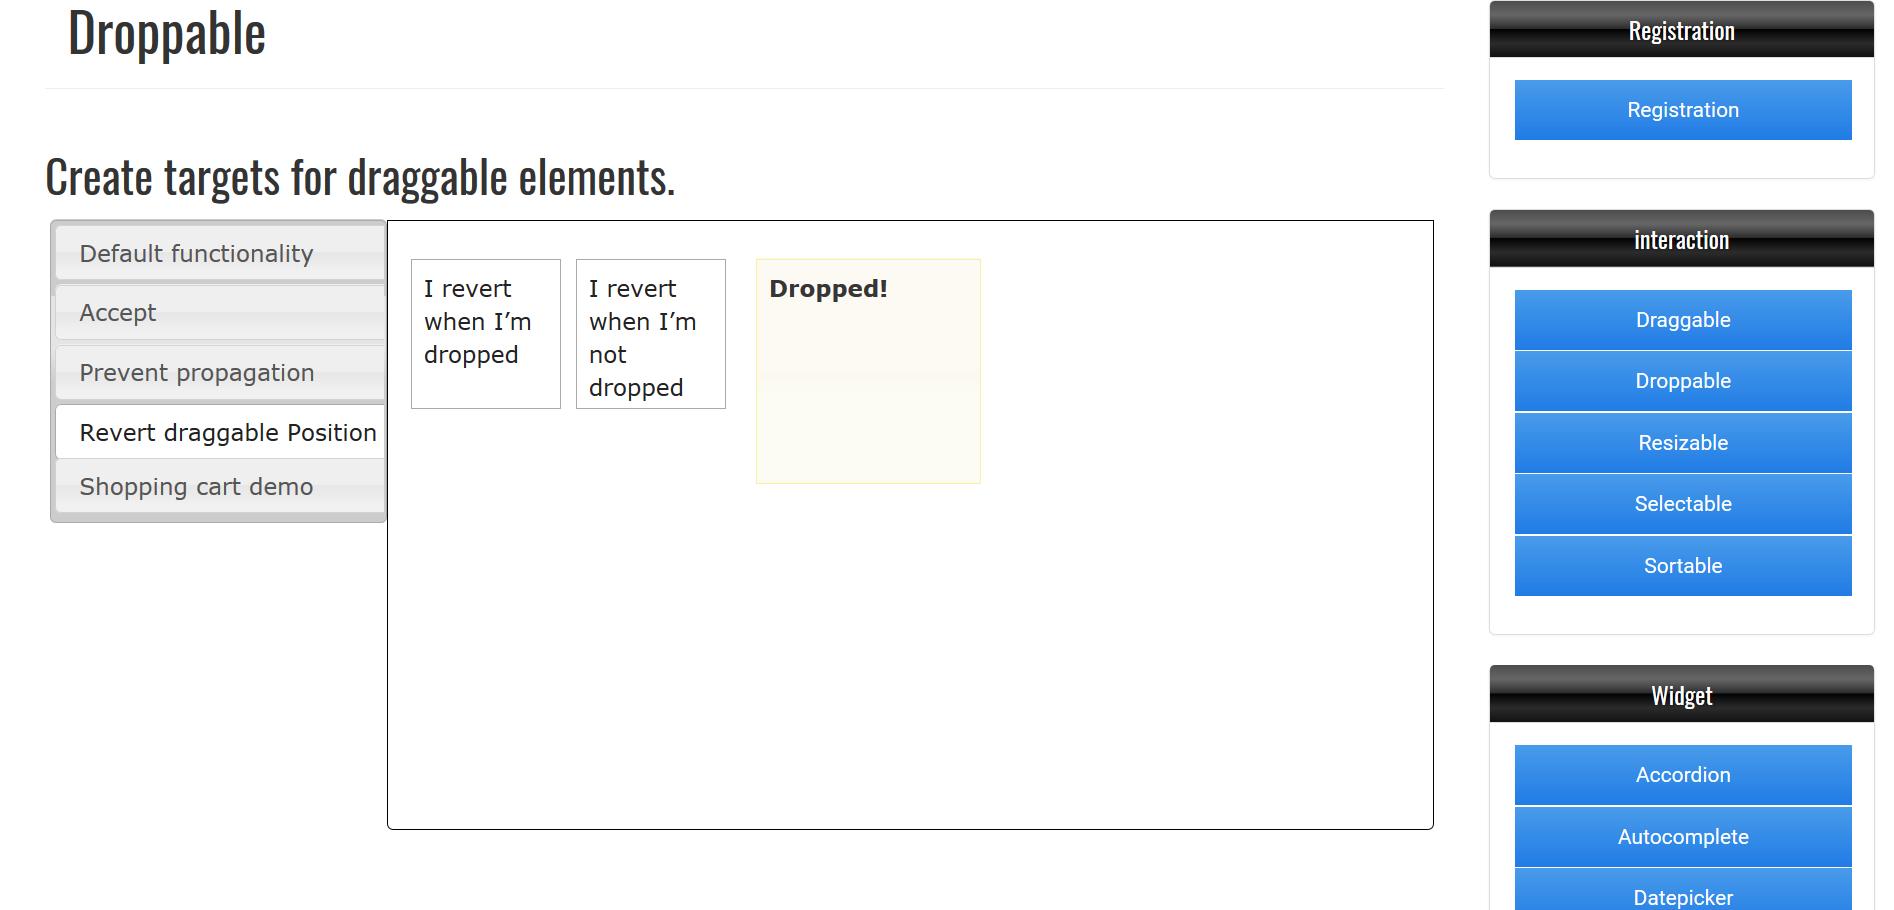 Droppable
Create targets for draggable elements.
Default functionality
Accept
Prevent propagation
Revert draggable Position
Shopping cart demo
I revert
when I’m
dropped
I revert
when I’m
not
dropped
Dropped!
Registration
Registration
interaction
Draggable
Droppable
Resizable
Selectable
Sortable
Widget
Accordion
Autocomplete
Datepicker